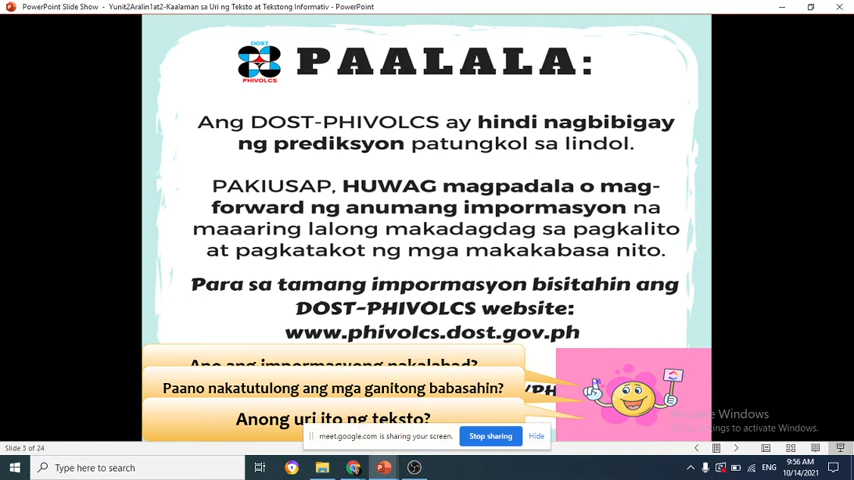 PowerPoint Slide Show - Yunit2Aralin1at2-Kaalaman sa Uri ng Teksto at Tekstong Informativ - PowerPoint
DOST
PHIVOLCS
PAALALA:
Ang DOST-PHIVOLCS ay hindi nagbibigay
ng prediksyon patungkol sa lindol.
PAKIUSAP, HUWAG magpadala o mag-
forward ng anumang impormasyon na
maaaring lalong makadagdag sa pagkalito
at pagkatakot ng mga makakabasa nito.
Para sa tamang impormasyon bisitahin ang
DOST-PHIVOLCS website:
www.phivolcs.dost.gov.ph
Ano ang impormasyong nakalahad?
Paano nakatutulong ang mga ganitong babasahin?
/PH
Anong uri ito ng teksto?
Activate Windows
to activate Windows.
meet.google.com is sharing your screen.
Stop sharing
Hide
Slide 3 of 24
Type here to search
ENG
9:56 AM
10/14/2021